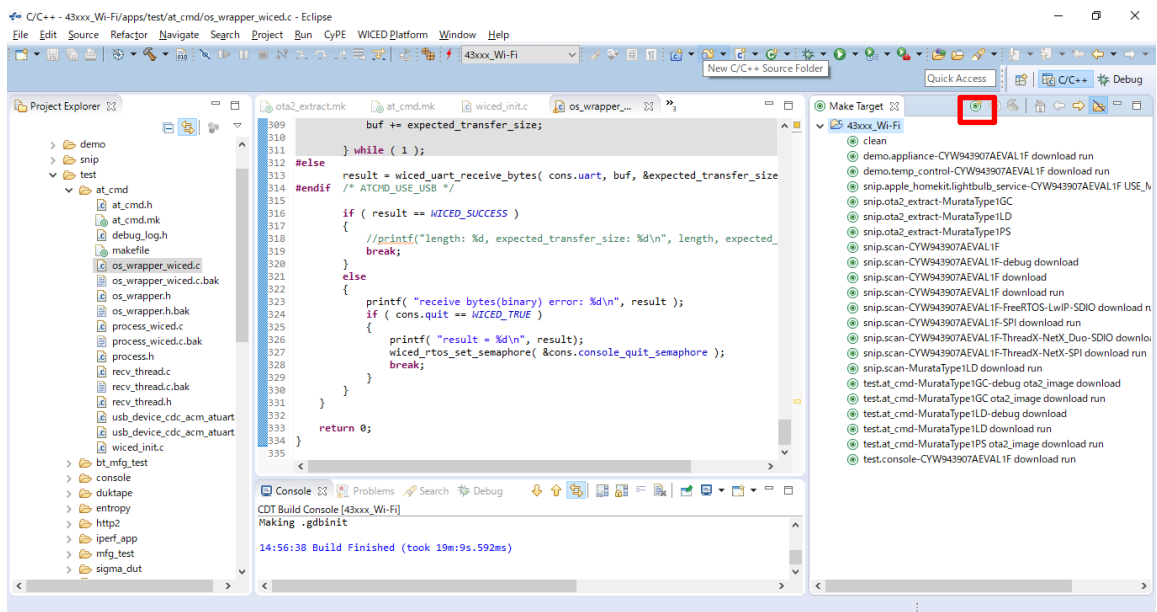 C/C++ - 43xxx_Wi-Fi/apps/test/at_cmd/os_wrapper_wiced.c - Eclipse
File Edit Source Refactor Navigate Search Project Run CyPE WICED Platform Window Help
43xxx_Wi-Fi
New C/C++ Source Folder
Quick Access
C/C++
Debug
Project Explorer
demo
snip
test
at_cmd
at_cmd.h
at_cmd.mk
debug_log.h
makefile
os_wrapper_wiced.c
os_wrapper_wiced.c.bak
os_wrapper.h
os_wrapper.h.bak
process_wiced.c
process_wiced.c.bak
process.h
recv_thread.c
recv_thread.c.bak
recv_thread.h
usb_device_cdc_acm_atuart
usb_device_cdc_acm_atuart
wiced_init.c
bt_mfg_test
console
duktape
entropy
http2
iperf_app
mfg_test
sigma_dut
ota2_extract.mk
at_cmd.mk
wiced_init.c
os_wrapper_...
309 buf += expected_transfer_size;
310
311 } while ( 1 );
312 #else
313 result = wiced_uart_receive_bytes( cons.uart, buf, &expected_transfer_size
314 #endif /* ATCMD_USE_USB */
315
316 if ( result == WICED_SUCCESS )
317 {
318 //printf("length: %d, expected_transfer_size: %d\n", length, expected_
319 break;
320 }
321 else
322 {
323 printf( "receive bytes(binary) error: %d\n", result );
324 if ( cons.quit == WICED_TRUE )
325 {
326 printf( "result = %d\n", result);
327 wiced_rtos_set_semaphore( &cons.console_quit_semaphore );
328 break;
329 }
330 }
331 }
332
333 return 0;
334 }
335
Console
Problems
Search
Debug
CDT Build Console [43xxx_Wi-Fi]
Making .gdbinit
14:56:38 Build Finished (took 19m:9s.592ms)
Make Target
43xxx_Wi-Fi
clean
demo.appliance-CYW943907AEVAL1F download run
demo.temp_control-CYW943907AEVAL1F download run
snip.apple_homekit.lightbulb_service-CYW943907AEVAL1F USE_M
snip.ota2_extract-MurataType1GC
snip.ota2_extract-MurataType1LD
snip.ota2_extract-MurataType1PS
snip.scan-CYW943907AEVAL1F
snip.scan-CYW943907AEVAL1F-debug download
snip.scan-CYW943907AEVAL1F download
snip.scan-CYW943907AEVAL1F download run
snip.scan-CYW943907AEVAL1F-FreeRTOS-LwIP-SDIO download ru
snip.scan-CYW943907AEVAL1F-SPI download run
snip.scan-CYW943907AEVAL1F-ThreadX-NetX_Duo-SDIO downloa
snip.scan-CYW943907AEVAL1F-ThreadX-NetX-SPI download run
snip.scan-MurataType1LD download run
test.at_cmd-MurataType1GC-debug ota2_image download
test.at_cmd-MurataType1GC ota2_image download run
test.at_cmd-MurataType1LD-debug download
test.at_cmd-MurataType1LD download run
test.at_cmd-MurataType1PS ota2_image download run
test.console-CYW943907AEVAL1F download run